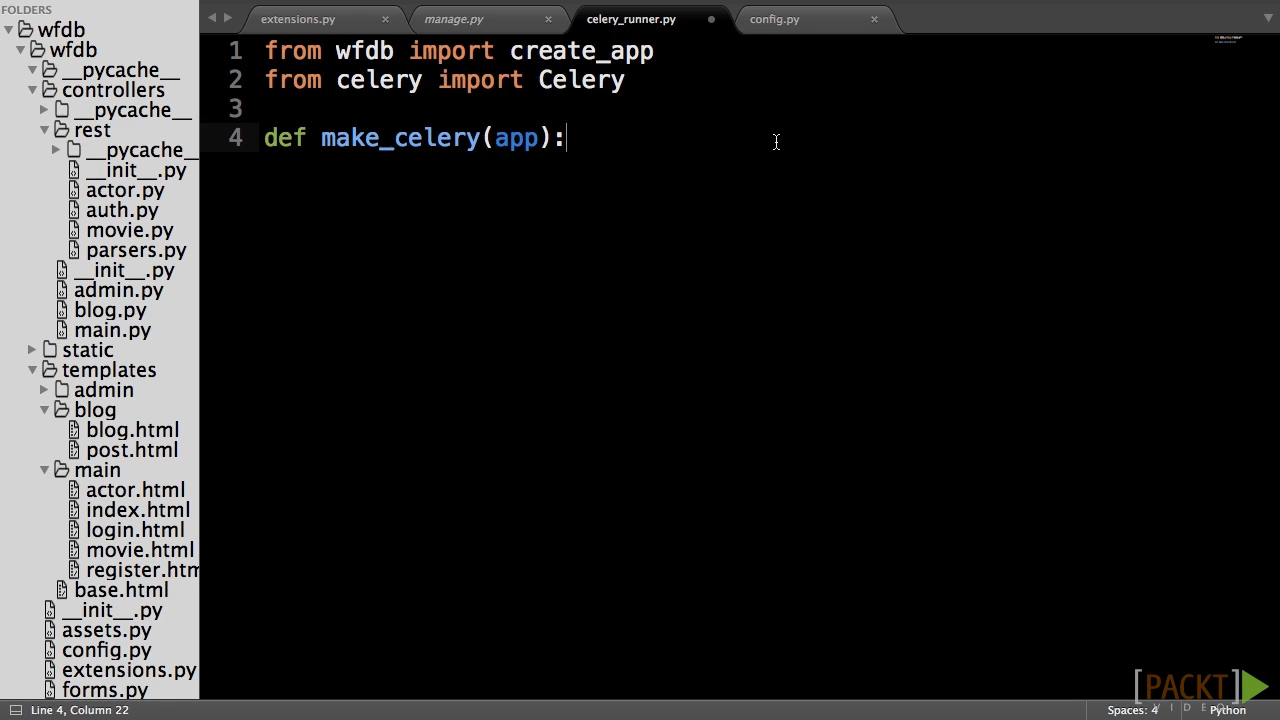 FOLDERS
wfdb
wfdb
__pycache__
controllers
__pycache__
rest
__pycache_
__init__.py
actor.py
auth.py
movie.py
parsers.py
__init__.py
admin.py
blog.py
main.py
static
templates
admin
blog
blog.html
post.html
main
actor.html
index.html
login.html
movie.html
register.htm
base.html
__init__.py
assets.py
config.py
extensions.py
forms.py
extensions.py
manage.py
celery_runner.py
config.py
1 from wfdb import create_app
2 from celery import Celery
3
4 def make_celery(app):
Line 4, Column 22
Spaces: 4
Python
[PACKT]
VIDEO